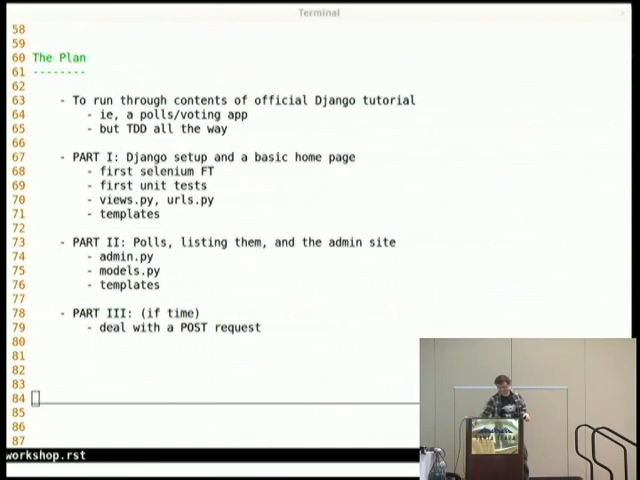 Terminal
58
59
60 The Plan
61 --------
62
63 - To run through contents of official Django tutorial
64 - ie, a polls/voting app
65 - but TDD all the way
66
67 - PART I: Django setup and a basic home page
68 - first selenium FT
69 - first unit tests
70 - views.py, urls.py
71 - templates
72
73 - PART II: Polls, listing them, and the admin site
74 - admin.py
75 - models.py
76 - templates
77
78 - PART III: (if time)
79 - deal with a POST request
80
81
82
83
84
85
86
87
workshop.rst